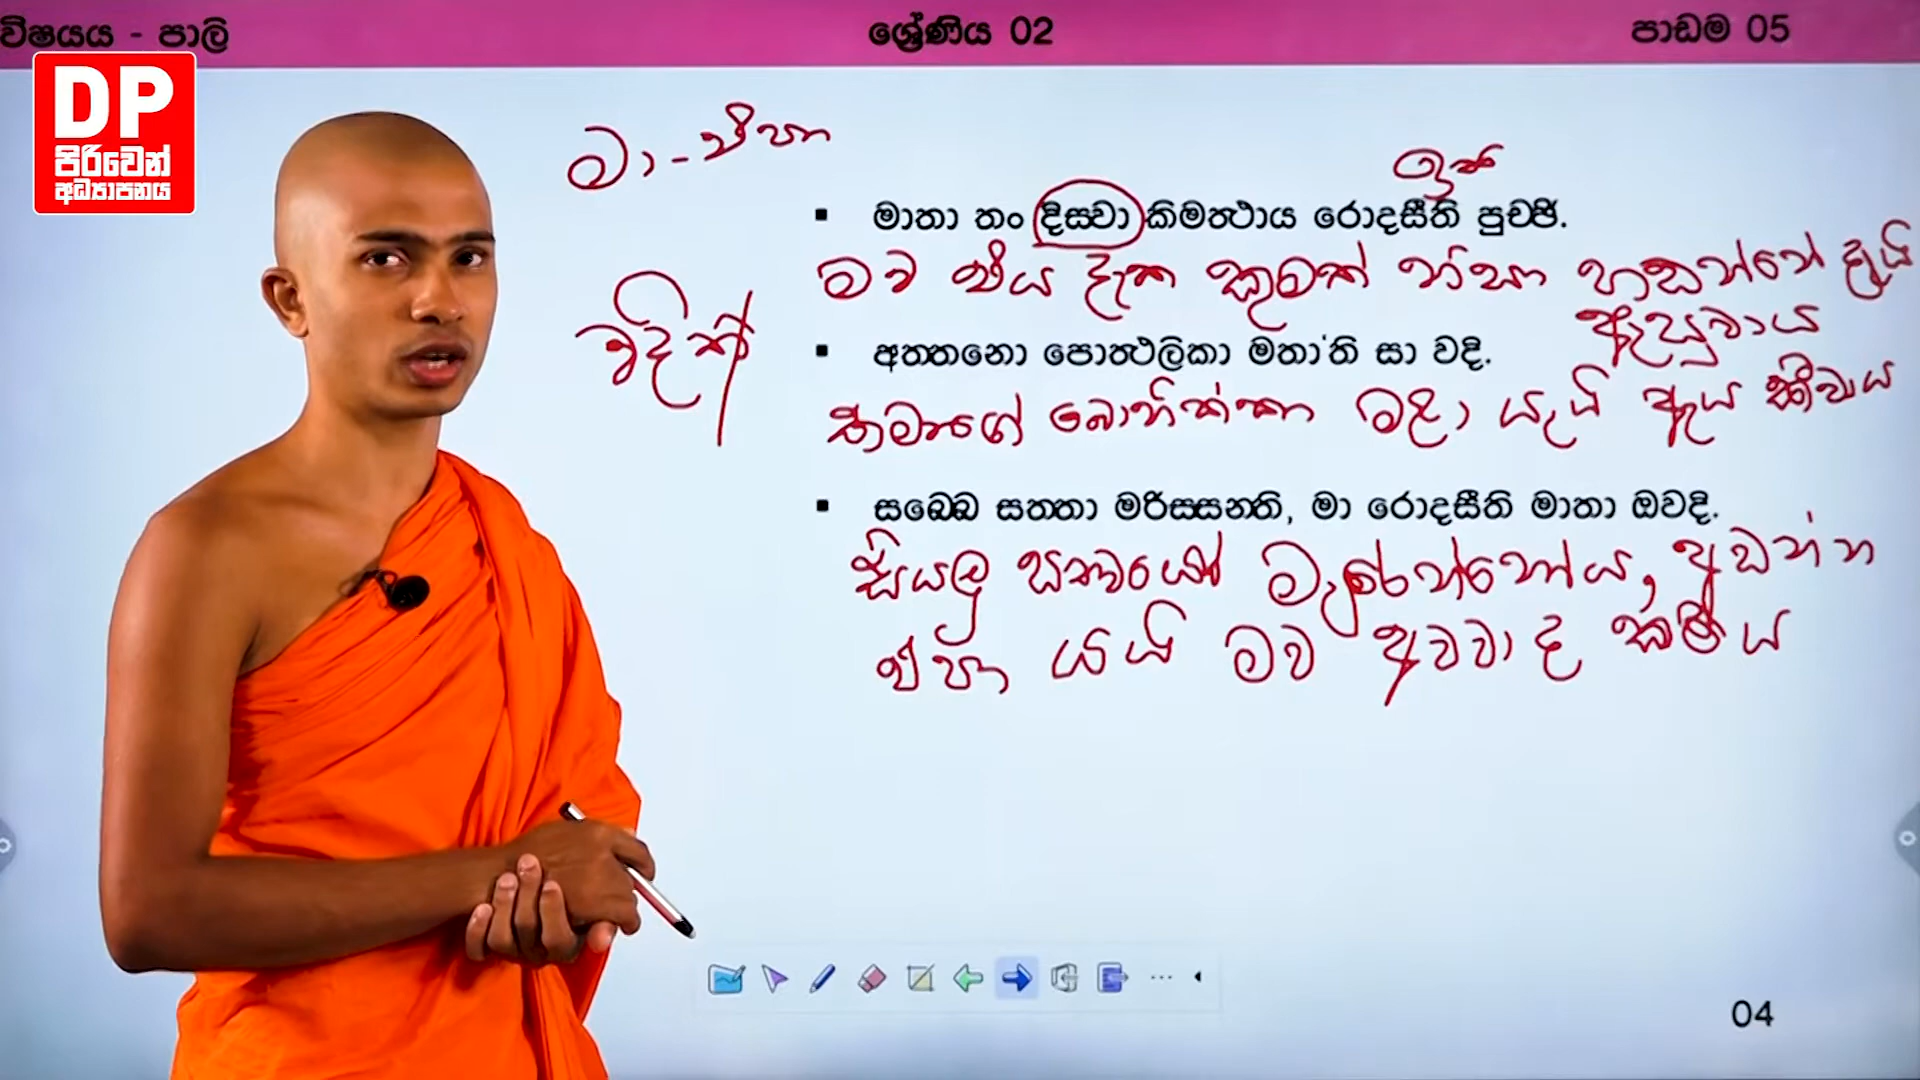 විෂයය - පාලි
ශ්‍රේණිය 02
පාඩම 05
DP
පිරිවෙන්
අධ්‍යාපනය
මා - එපා
ඉති
මාතා තං දිස්වා කිමත්ථාය රොදසීති පුච්ඡි.
මව ඒය දැක කුමක් නිසා හඬන්නේ දැයි
ඇසුවාය
අත්තනො පොත්ථලිකා මතා'ති සා වදි.
තමාගේ බෝනික්කා මළා යැයි ඇය කීවාය
සබ්බෙ සත්තා මරිස්සන්ති, මා රොදසීති මාතා ඔවදි.
සියලු සත්වයෝ මැරෙන්නෝය, අඬන්න
එපා යයි මව අවවාද කළේය
04